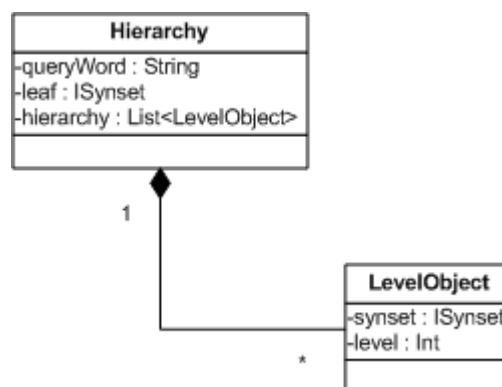 Hierarchy
-queryWord : String
-leaf : ISynset
-hierarchy : List<LevelObject>
1
LevelObject
-synset : ISynset
-level : Int
*